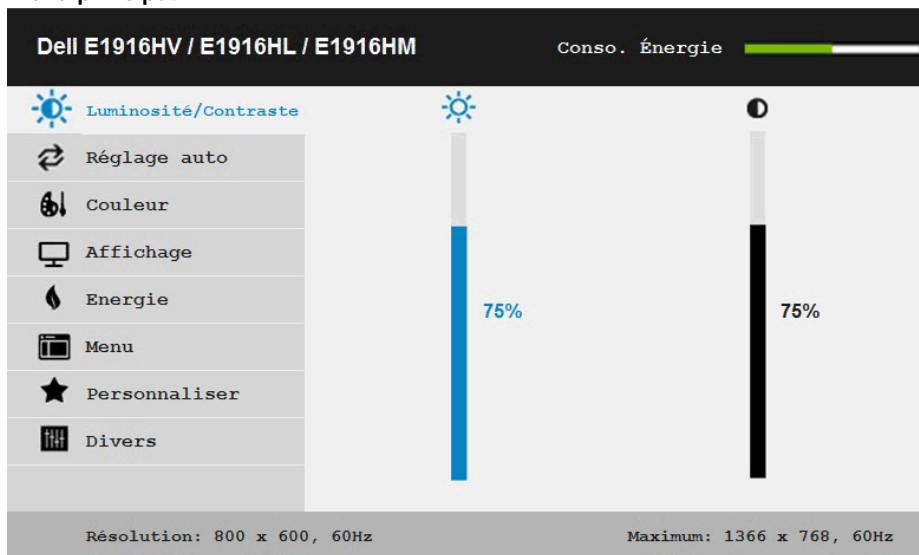 Dell E1916HV / E1916HL / E1916HM
Conso. Énergie
Luminosité/Contraste
Réglage auto
Couleur
Affichage
Energie
75%
75%
Menu
Personnaliser
Divers
Résolution: 800 x 600, 60Hz
Maximum: 1366 x 768, 60Hz